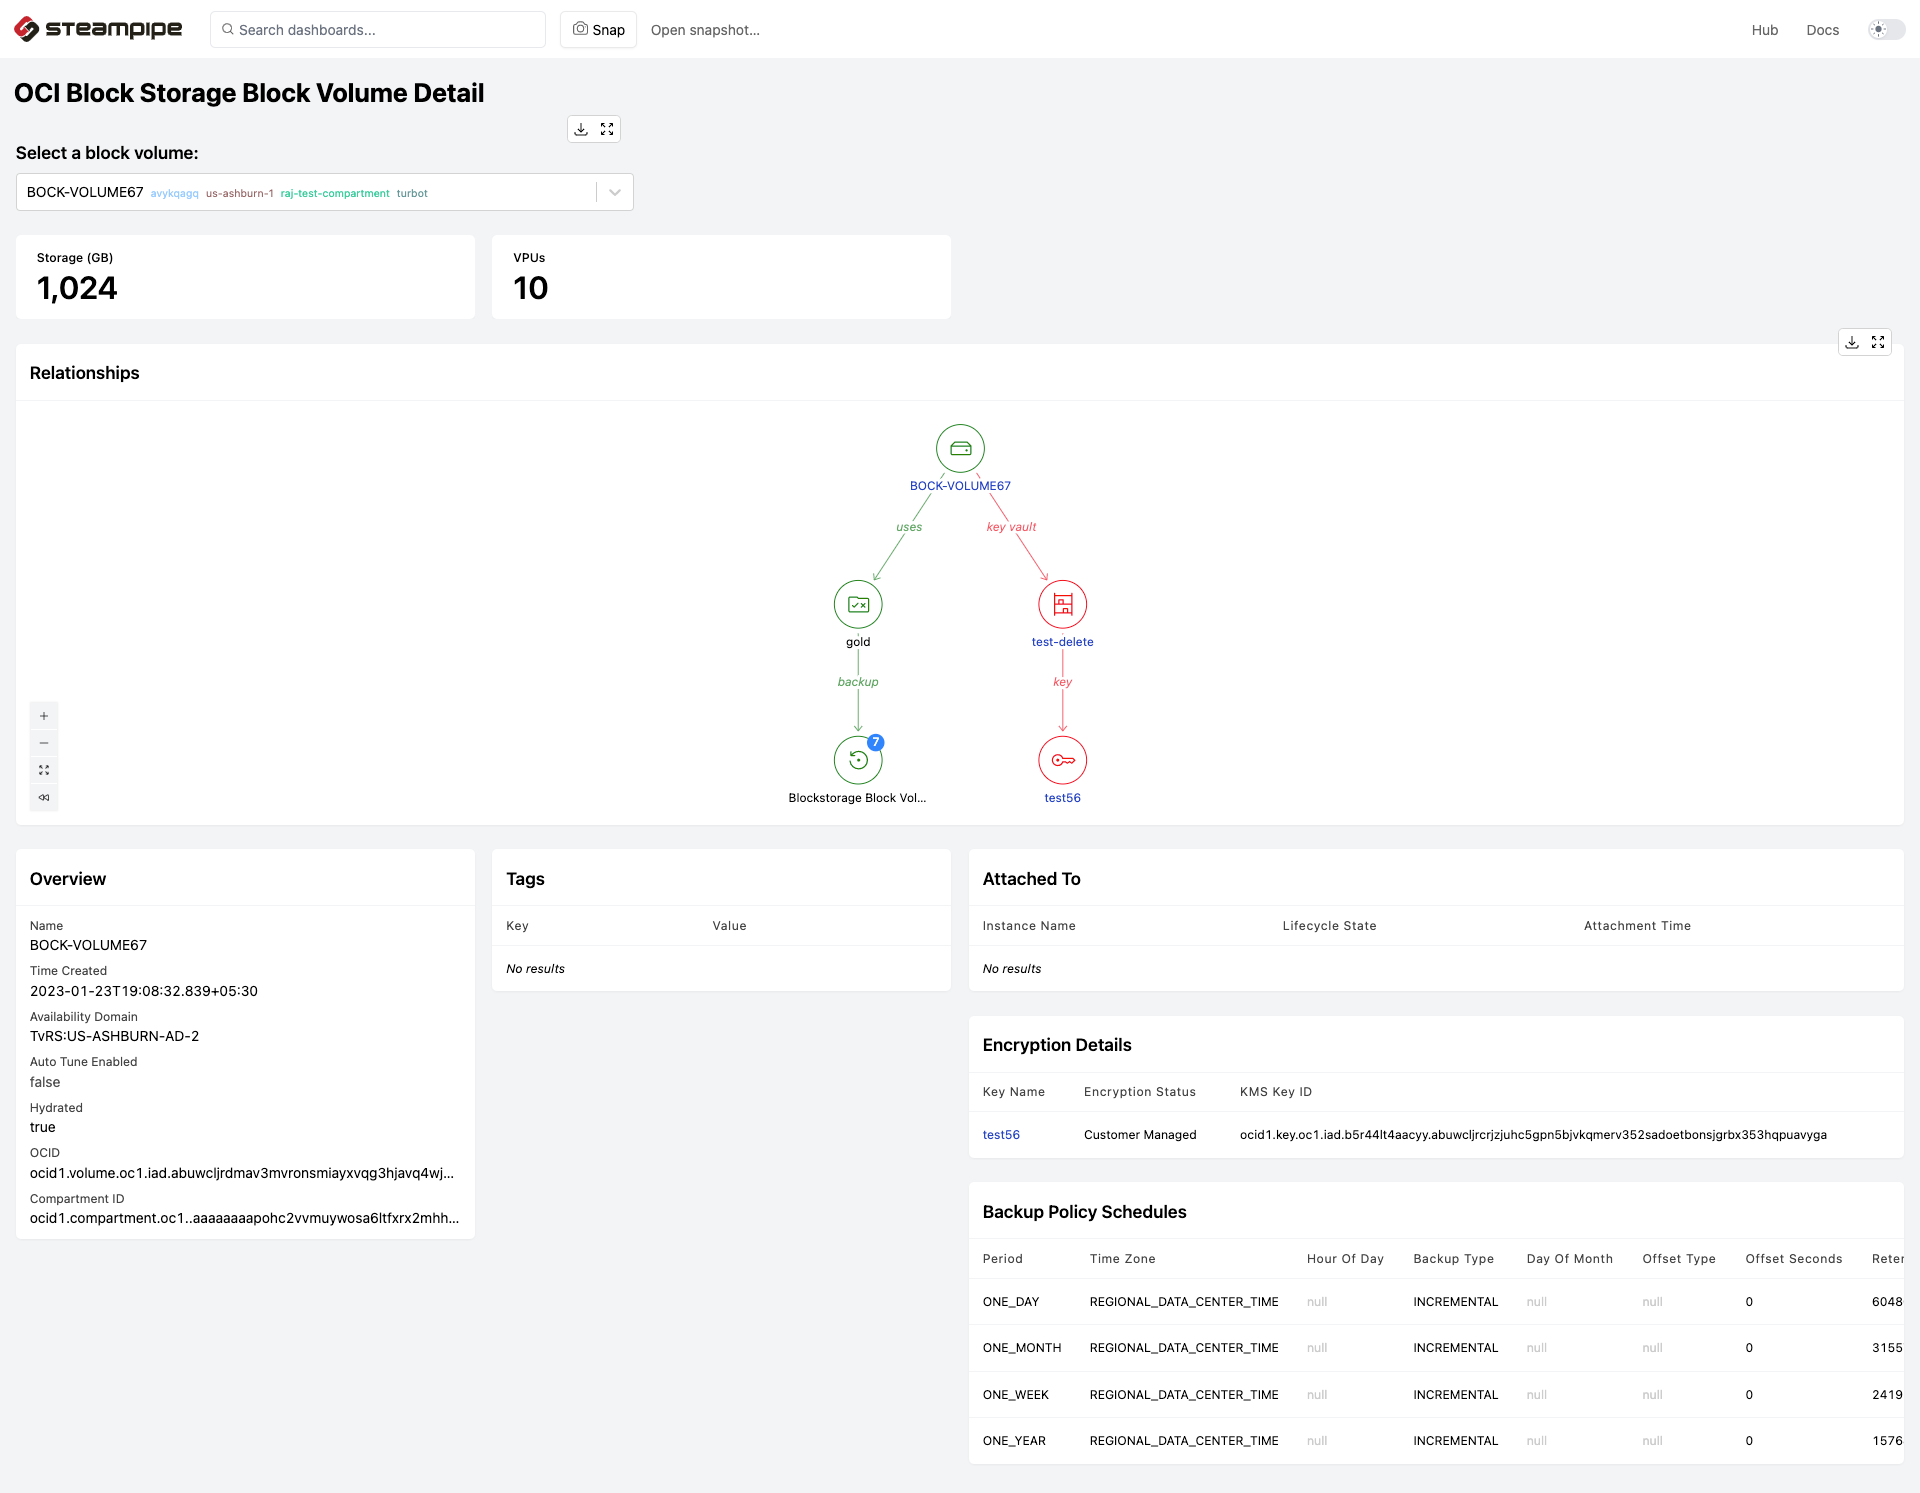 steampipe
Search dashboards...
Snap
Open snapshot...
Hub
Docs
OCI Block Storage Block Volume Detail
Select a block volume:
BOCK-VOLUME67 avykqagq us-ashburn-1 raj-test-compartment turbot
Storage (GB)
1,024
VPUs
10
Relationships
BOCK-VOLUME67
uses
key vault
gold
test-delete
backup
key
7
Blockstorage Block Vol...
test56
Overview
Name
BOCK-VOLUME67
Time Created
2023-01-23T19:08:32.839+05:30
Availability Domain
TvRS:US-ASHBURN-AD-2
Auto Tune Enabled
false
Hydrated
true
OCID
ocid1.volume.oc1.iad.abuwcljrdmav3mvronsmiayxvqg3hjavq4wj...
Compartment ID
ocid1.compartment.oc1..aaaaaaaapohc2vvmuywosa6ltfxrx2mhh...
Tags
Key Value
No results
Attached To
Instance Name Lifecycle State Attachment Time
No results
Encryption Details
Key Name Encryption Status KMS Key ID
test56 Customer Managed ocid1.key.oc1.iad.b5r44lt4aacyy.abuwcljrcrjzjuhc5gpn5bjvkqmerv352sadoetbonsjgrbx353hqpuavyga
Backup Policy Schedules
Period Time Zone Hour Of Day Backup Type Day Of Month Offset Type Offset Seconds Reter
ONE_DAY REGIONAL_DATA_CENTER_TIME null INCREMENTAL null null 0 6048
ONE_MONTH REGIONAL_DATA_CENTER_TIME null INCREMENTAL null null 0 3155
ONE_WEEK REGIONAL_DATA_CENTER_TIME null INCREMENTAL null null 0 2419
ONE_YEAR REGIONAL_DATA_CENTER_TIME null INCREMENTAL null null 0 1576